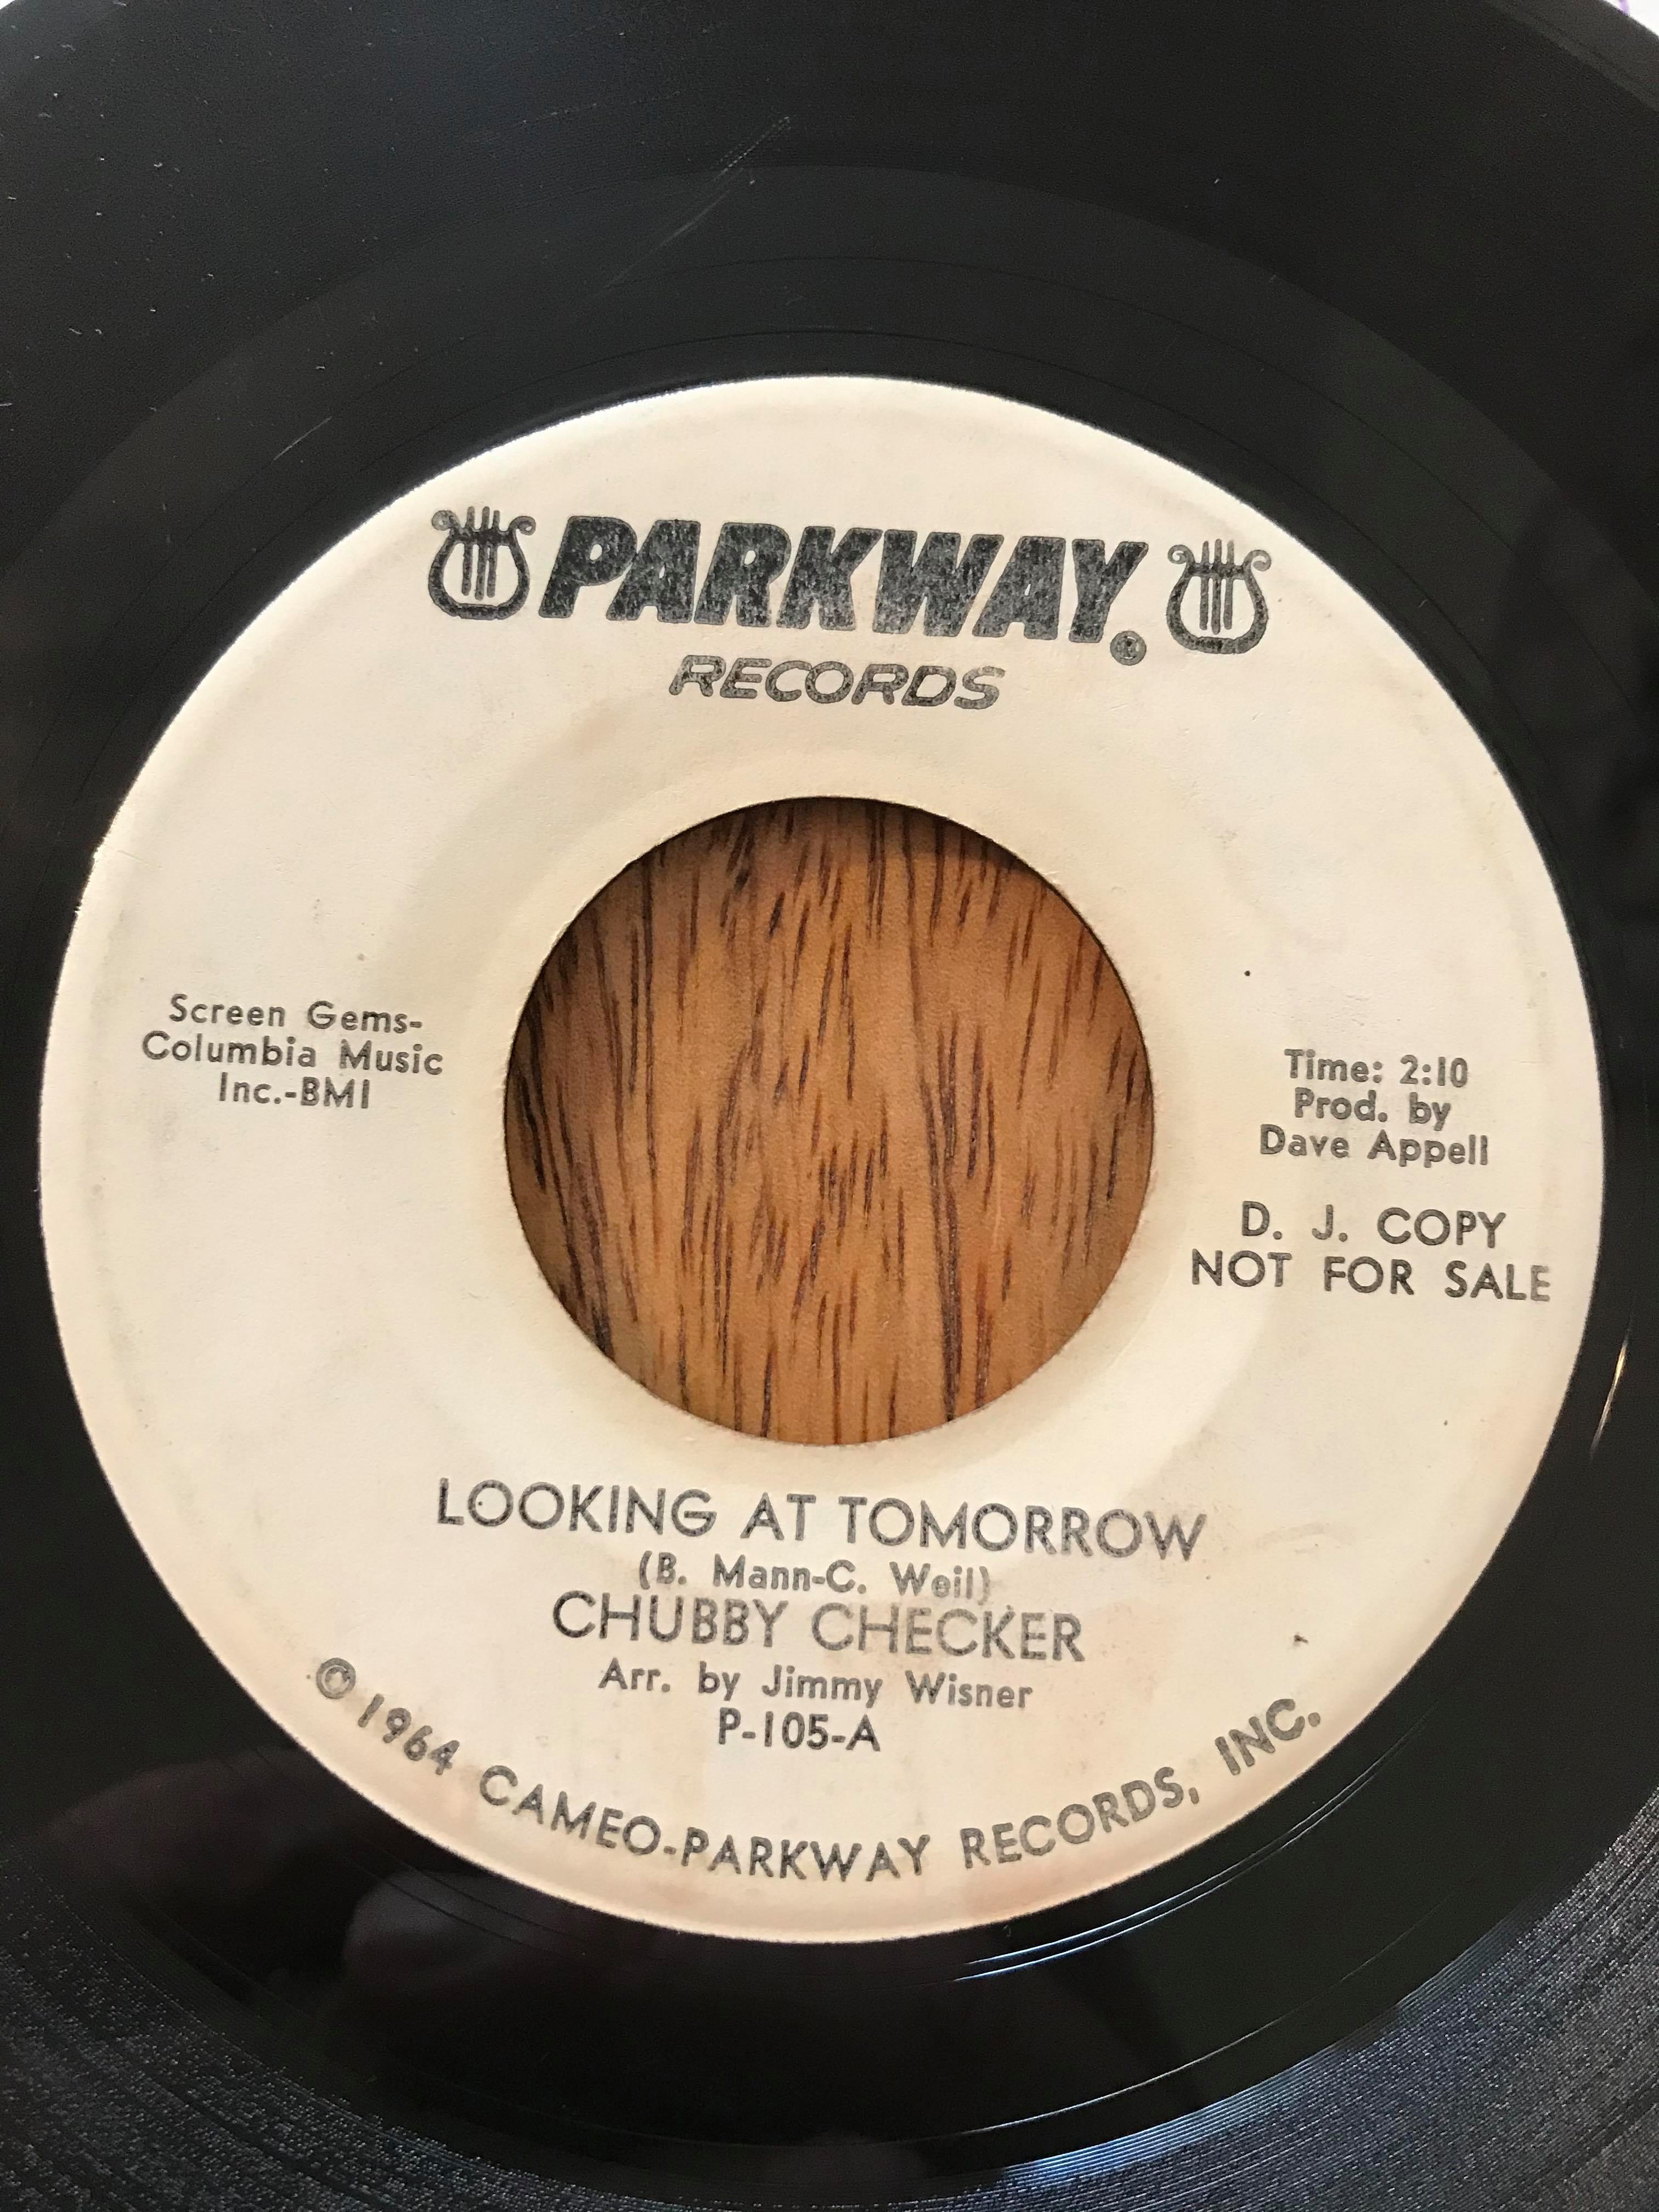 PARKWAY®
RECORDS
Screen Gems-
Columbia Music
Inc.-BMI
Time: 2:10
Prod. by
Dave Appell
D. J. COPY
NOT FOR SALE
LOOKING AT TOMORROW
(B. Mann-C. Weil)
CHUBBY CHECKER
Arr. by Jimmy Wisner
P-105-A
© 1964 CAMEO-PARKWAY RECORDS, INC.